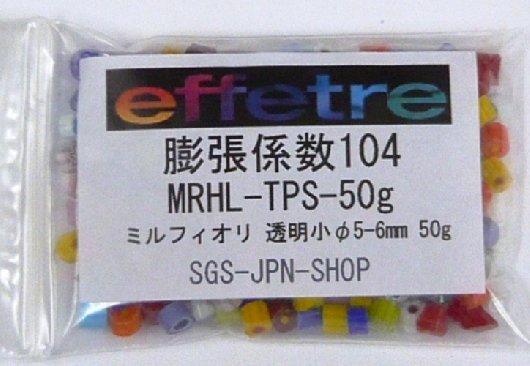 effetre
膨張係数104
MRHL-TPS-50g
ミルフィオリ 透明小φ5-6mm 50g
SGS-JPN-SHOP